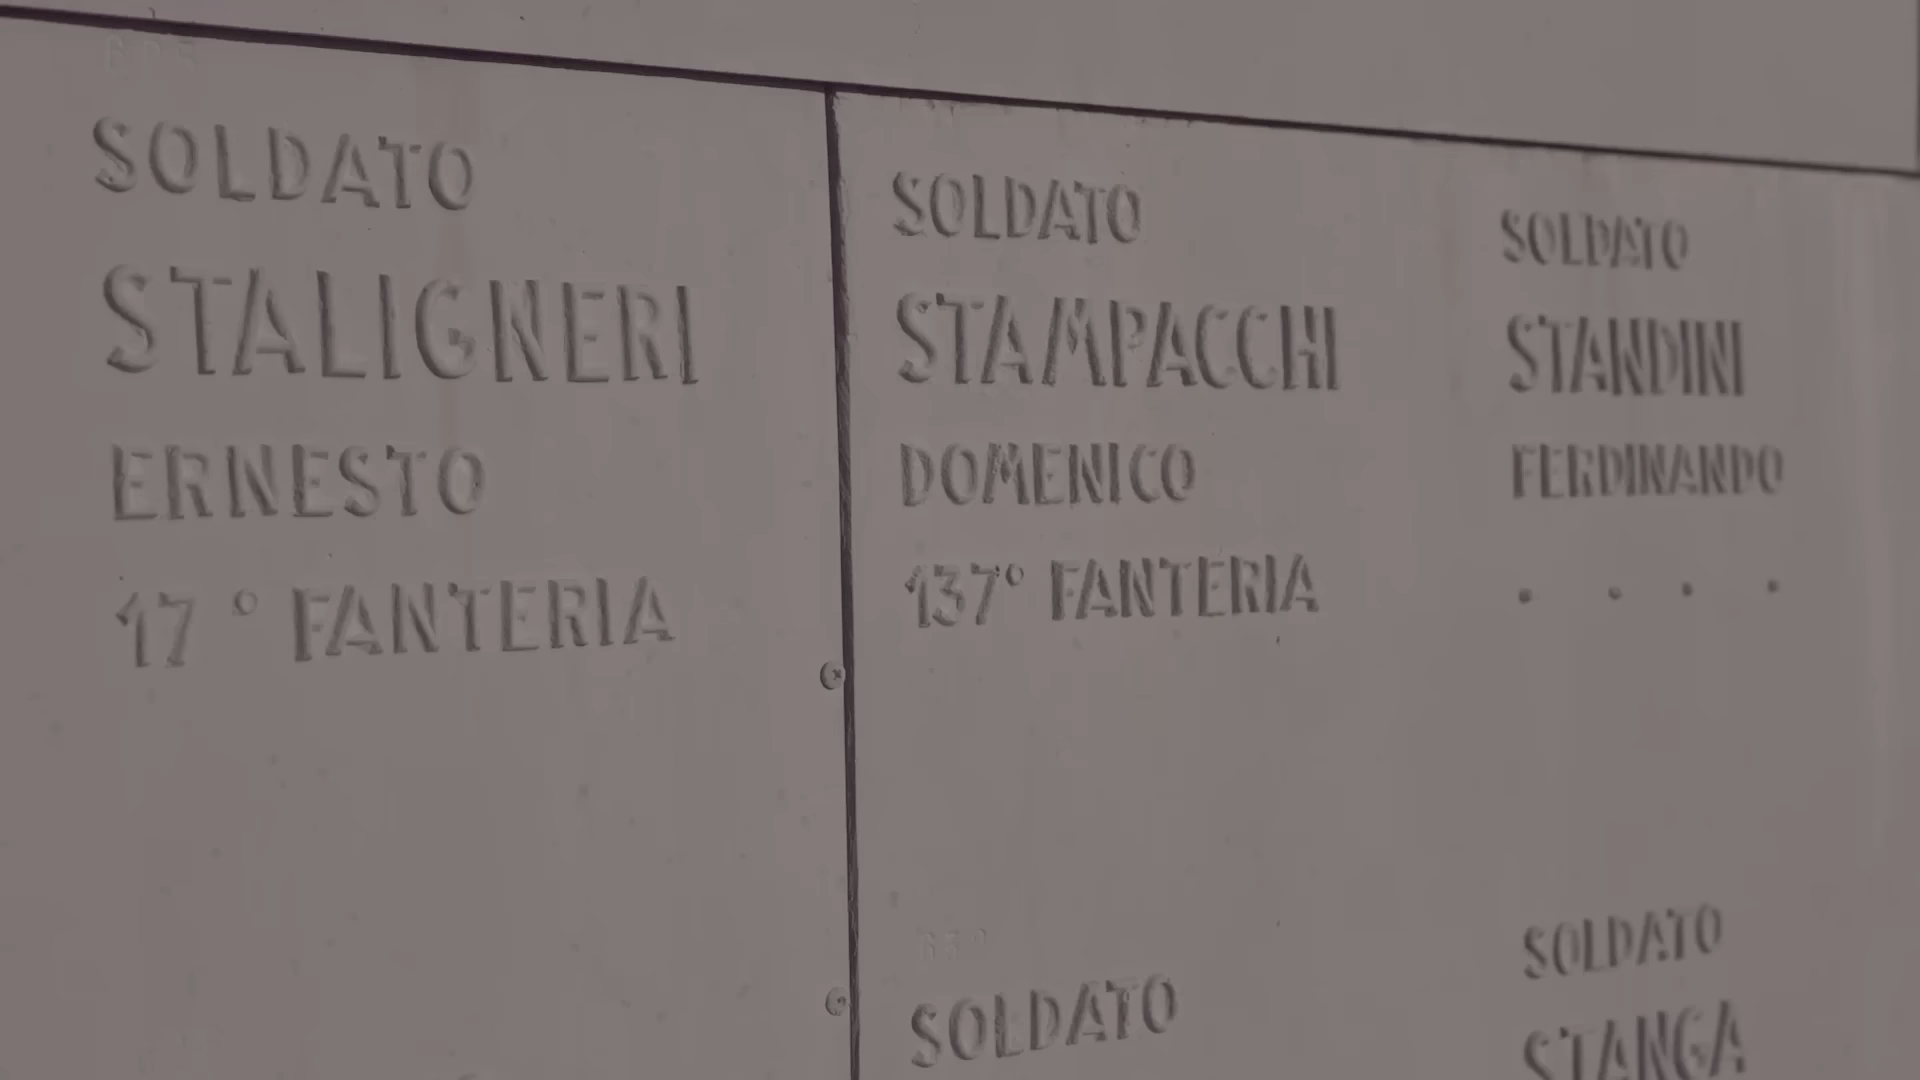 SOLDATO
STALIGNERI
ERNESTO
17° FANTERIA
SOLDATO
STAMPACCHI
DOMENICO
137° FANTERIA
SOLDATO
STANDINI
FERDINANDO
. . . .
SOLDATO
SOLDATO
STANGA